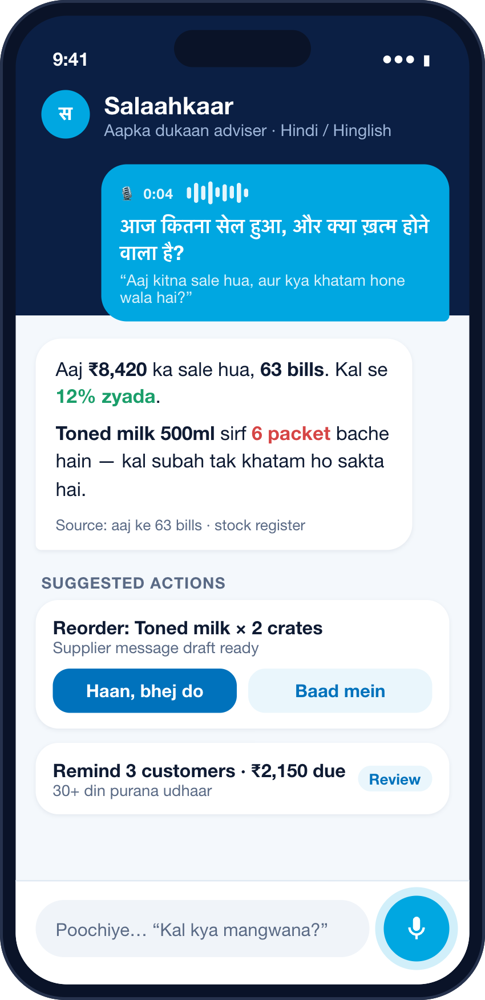 9:41
स
Salaahkaar
Aapka dukaan adviser · Hindi / Hinglish
0:04
आज कितना सेल हुआ, और क्या ख़त्म होने
वाला है?
“Aaj kitna sale hua, aur kya khatam hone
wala hai?”
Aaj ₹8,420 ka sale hua, 63 bills. Kal se
12% zyada.
Toned milk 500ml sirf 6 packet bache
hain — kal subah tak khatam ho sakta
hai.
Source: aaj ke 63 bills · stock register
SUGGESTED ACTIONS
Reorder: Toned milk × 2 crates
Supplier message draft ready
Haan, bhej do
Baad mein
Remind 3 customers · ₹2,150 due
30+ din purana udhaar
Review
Poochiye… “Kal kya mangwana?”